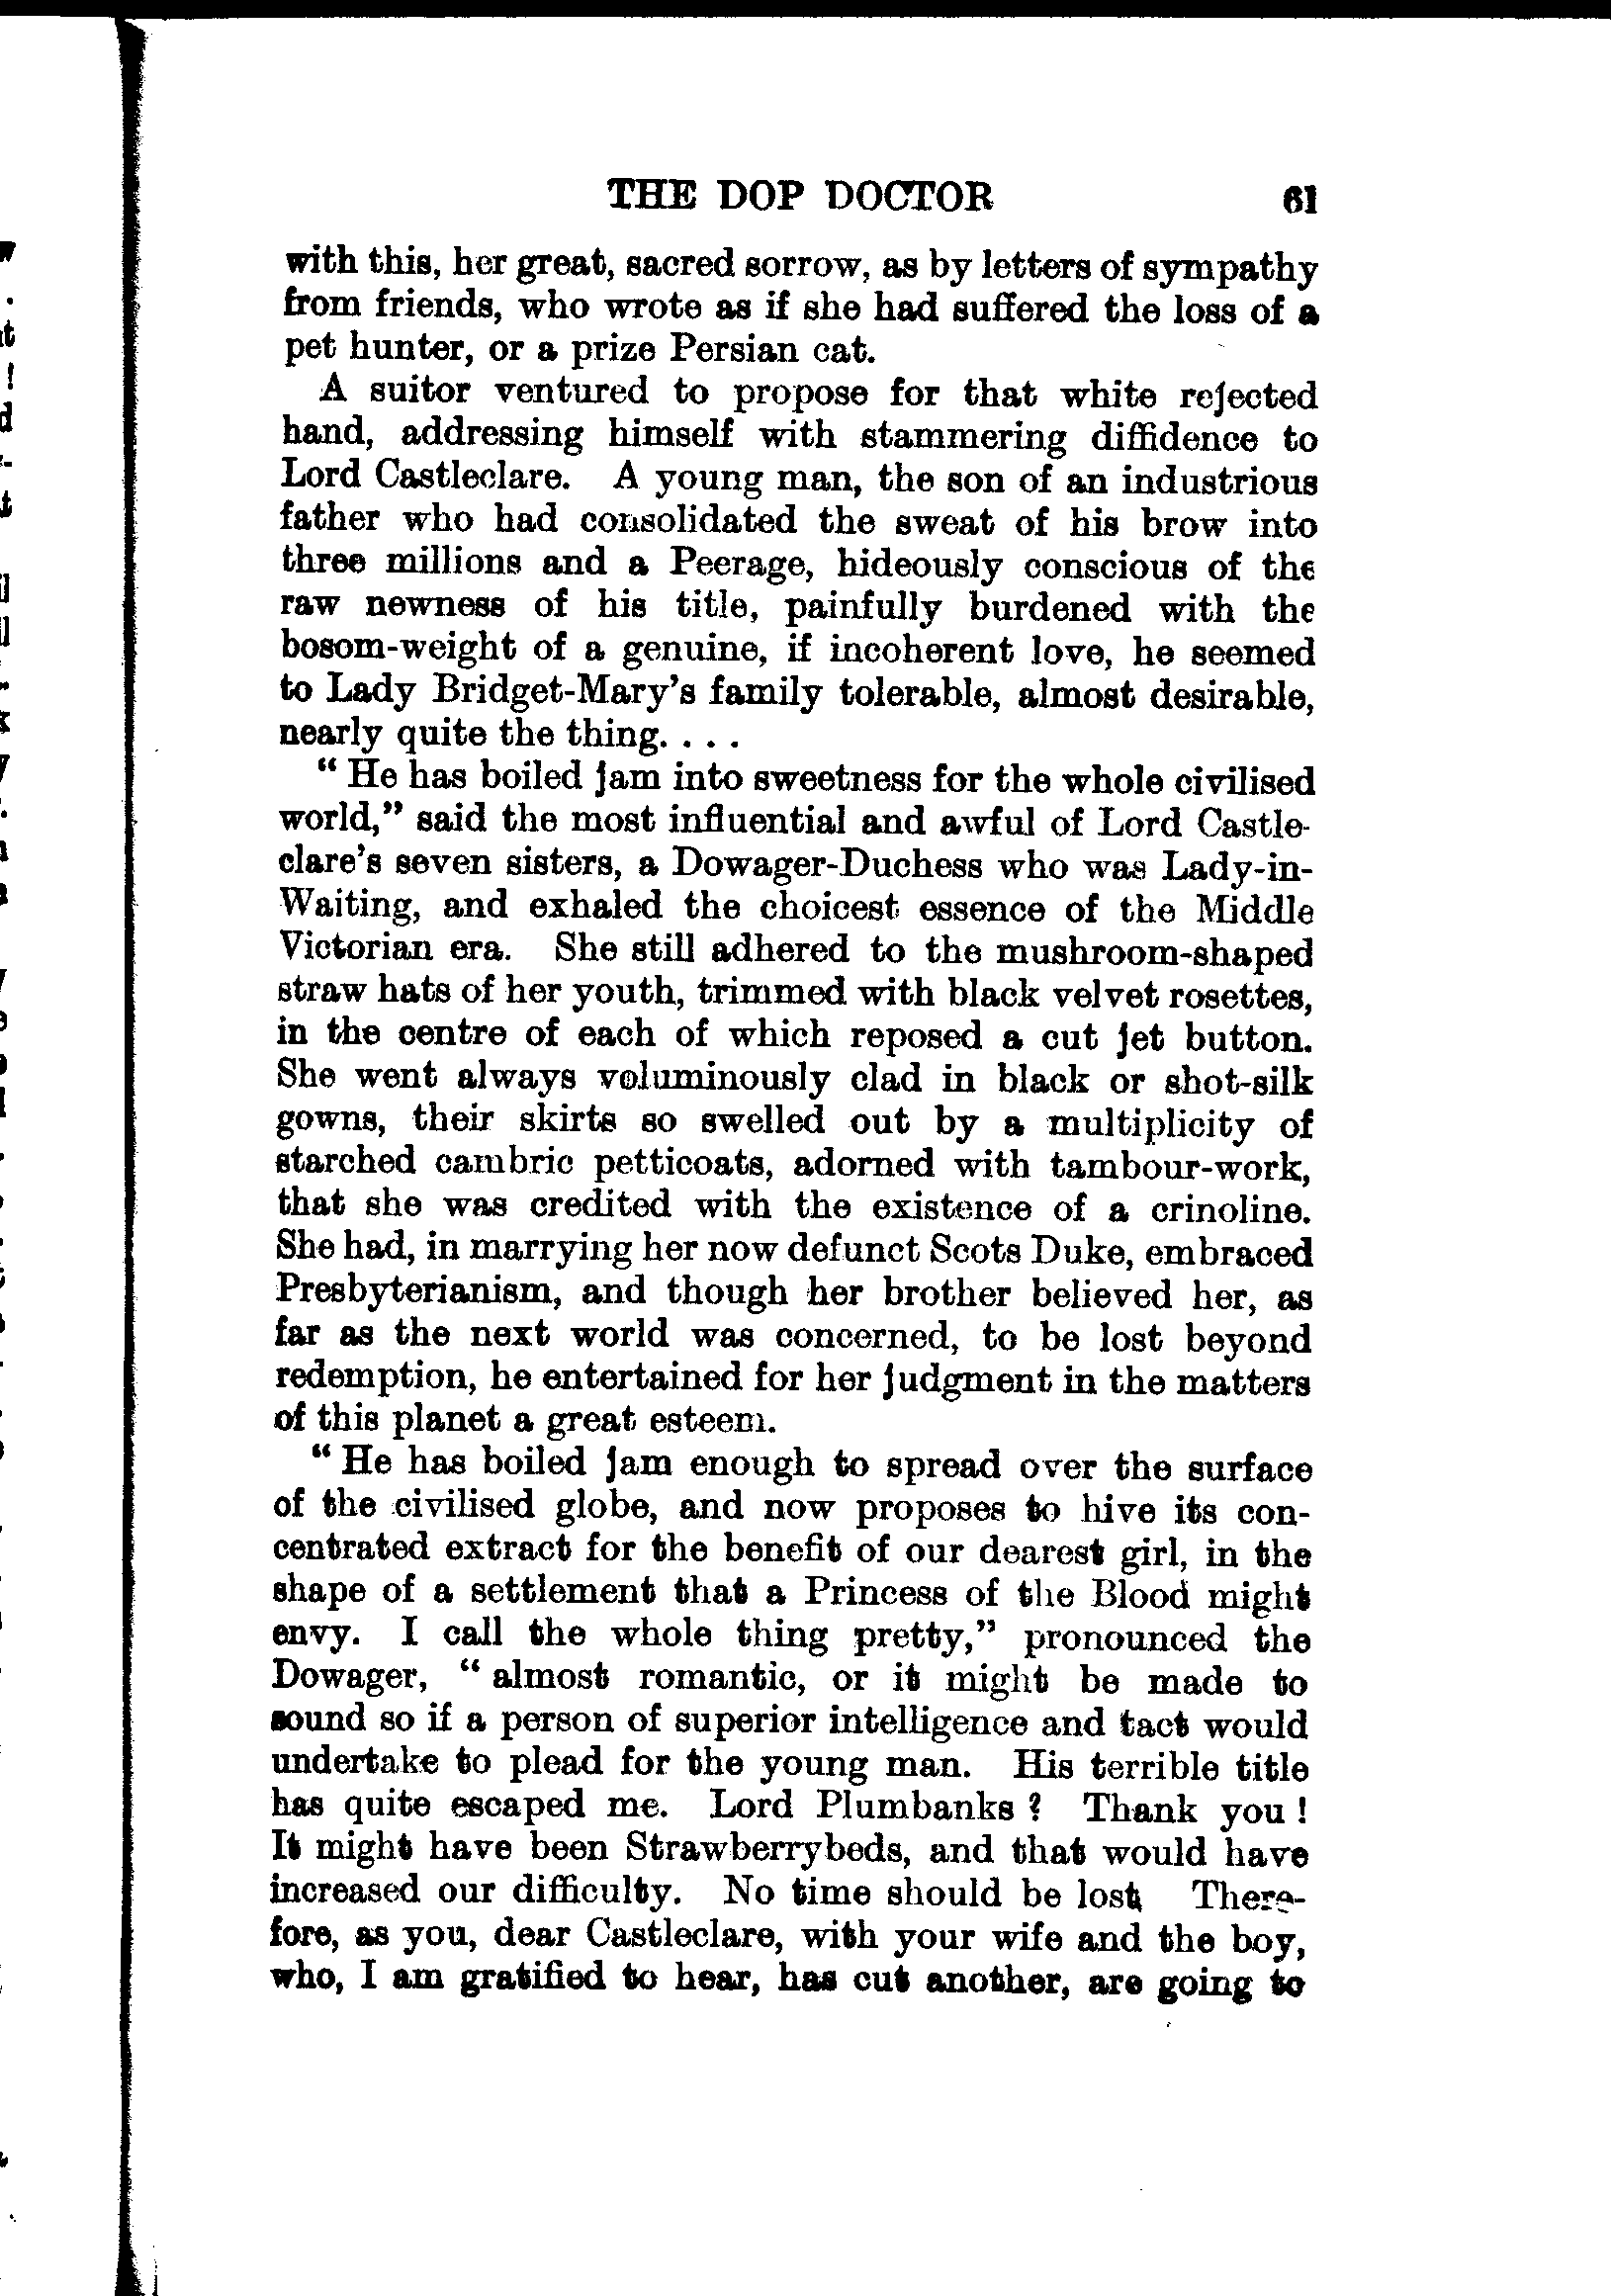 THE DOP DOCTOR 61
with this, her great, sacred sorrow, as by letters of sympathy
from friends, who wrote as if she had suffered the loss of a
pet hunter, or a prize Persian cat.
A suitor ventured to propose for that white rejected
hand, addressing himself with stammering diffidence to
Lord Castleclare. A young man, the son of an industrious
father who had consolidated the sweat of his brow into
three millions and a Peerage, hideously conscious of the
raw newness of his title, painfully burdened with the
bosom-weight of a genuine, if incoherent love, he seemed
to Lady Bridget-Mary's family tolerable, almost desirable,
nearly quite the thing. . . .
“ He has boiled jam into sweetness for the whole civilised
world,” said the most influential and awful of Lord Castle-
clare's seven sisters, a Dowager-Duchess who was Lady-in-
Waiting, and exhaled the choicest essence of the Middle
Victorian era. She still adhered to the mushroom-shaped
straw hats of her youth, trimmed with black velvet rosettes,
in the centre of each of which reposed a cut jet button.
She went always voluminously clad in black or shot-silk
gowns, their skirts so swelled out by a multiplicity of
starched cambric petticoats, adorned with tambour-work,
that she was credited with the existence of a crinoline.
She had, in marrying her now defunct Scots Duke, embraced
Presbyterianism, and though her brother believed her, as
far as the next world was concerned, to be lost beyond
redemption, he entertained for her judgment in the matters
of this planet a great esteem.
“ He has boiled jam enough to spread over the surface
of the civilised globe, and now proposes to hive its con-
centrated extract for the benefit of our dearest girl, in the
shape of a settlement that a Princess of the Blood might
envy. I call the whole thing pretty,” pronounced the
Dowager, “ almost romantic, or it might be made to
sound so if a person of superior intelligence and tact would
undertake to plead for the young man. His terrible title
has quite escaped me. Lord Plumbanks ? Thank you !
It might have been Strawberrybeds, and that would have
increased our difficulty. No time should be lost. There-
fore, as you, dear Castleclare, with your wife and the boy,
who, I am gratified to hear, has cut another, are going to